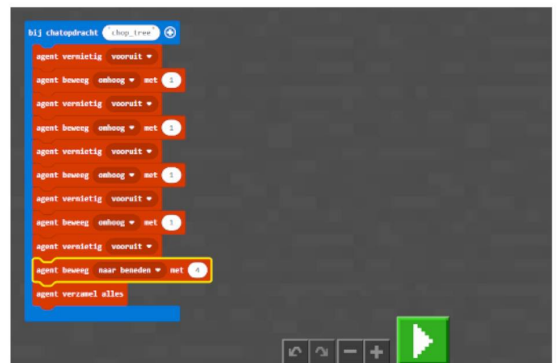 bij chatopdracht "chop_tree"
agent vernietig vooruit
agent beweeg omhoog met 1
agent vernietig vooruit
agent beweeg omhoog met 1
agent vernietig vooruit
agent beweeg omhoog met 1
agent vernietig vooruit
agent beweeg omhoog met 1
agent vernietig vooruit
agent beweeg naar beneden met 4
agent verzamel alles